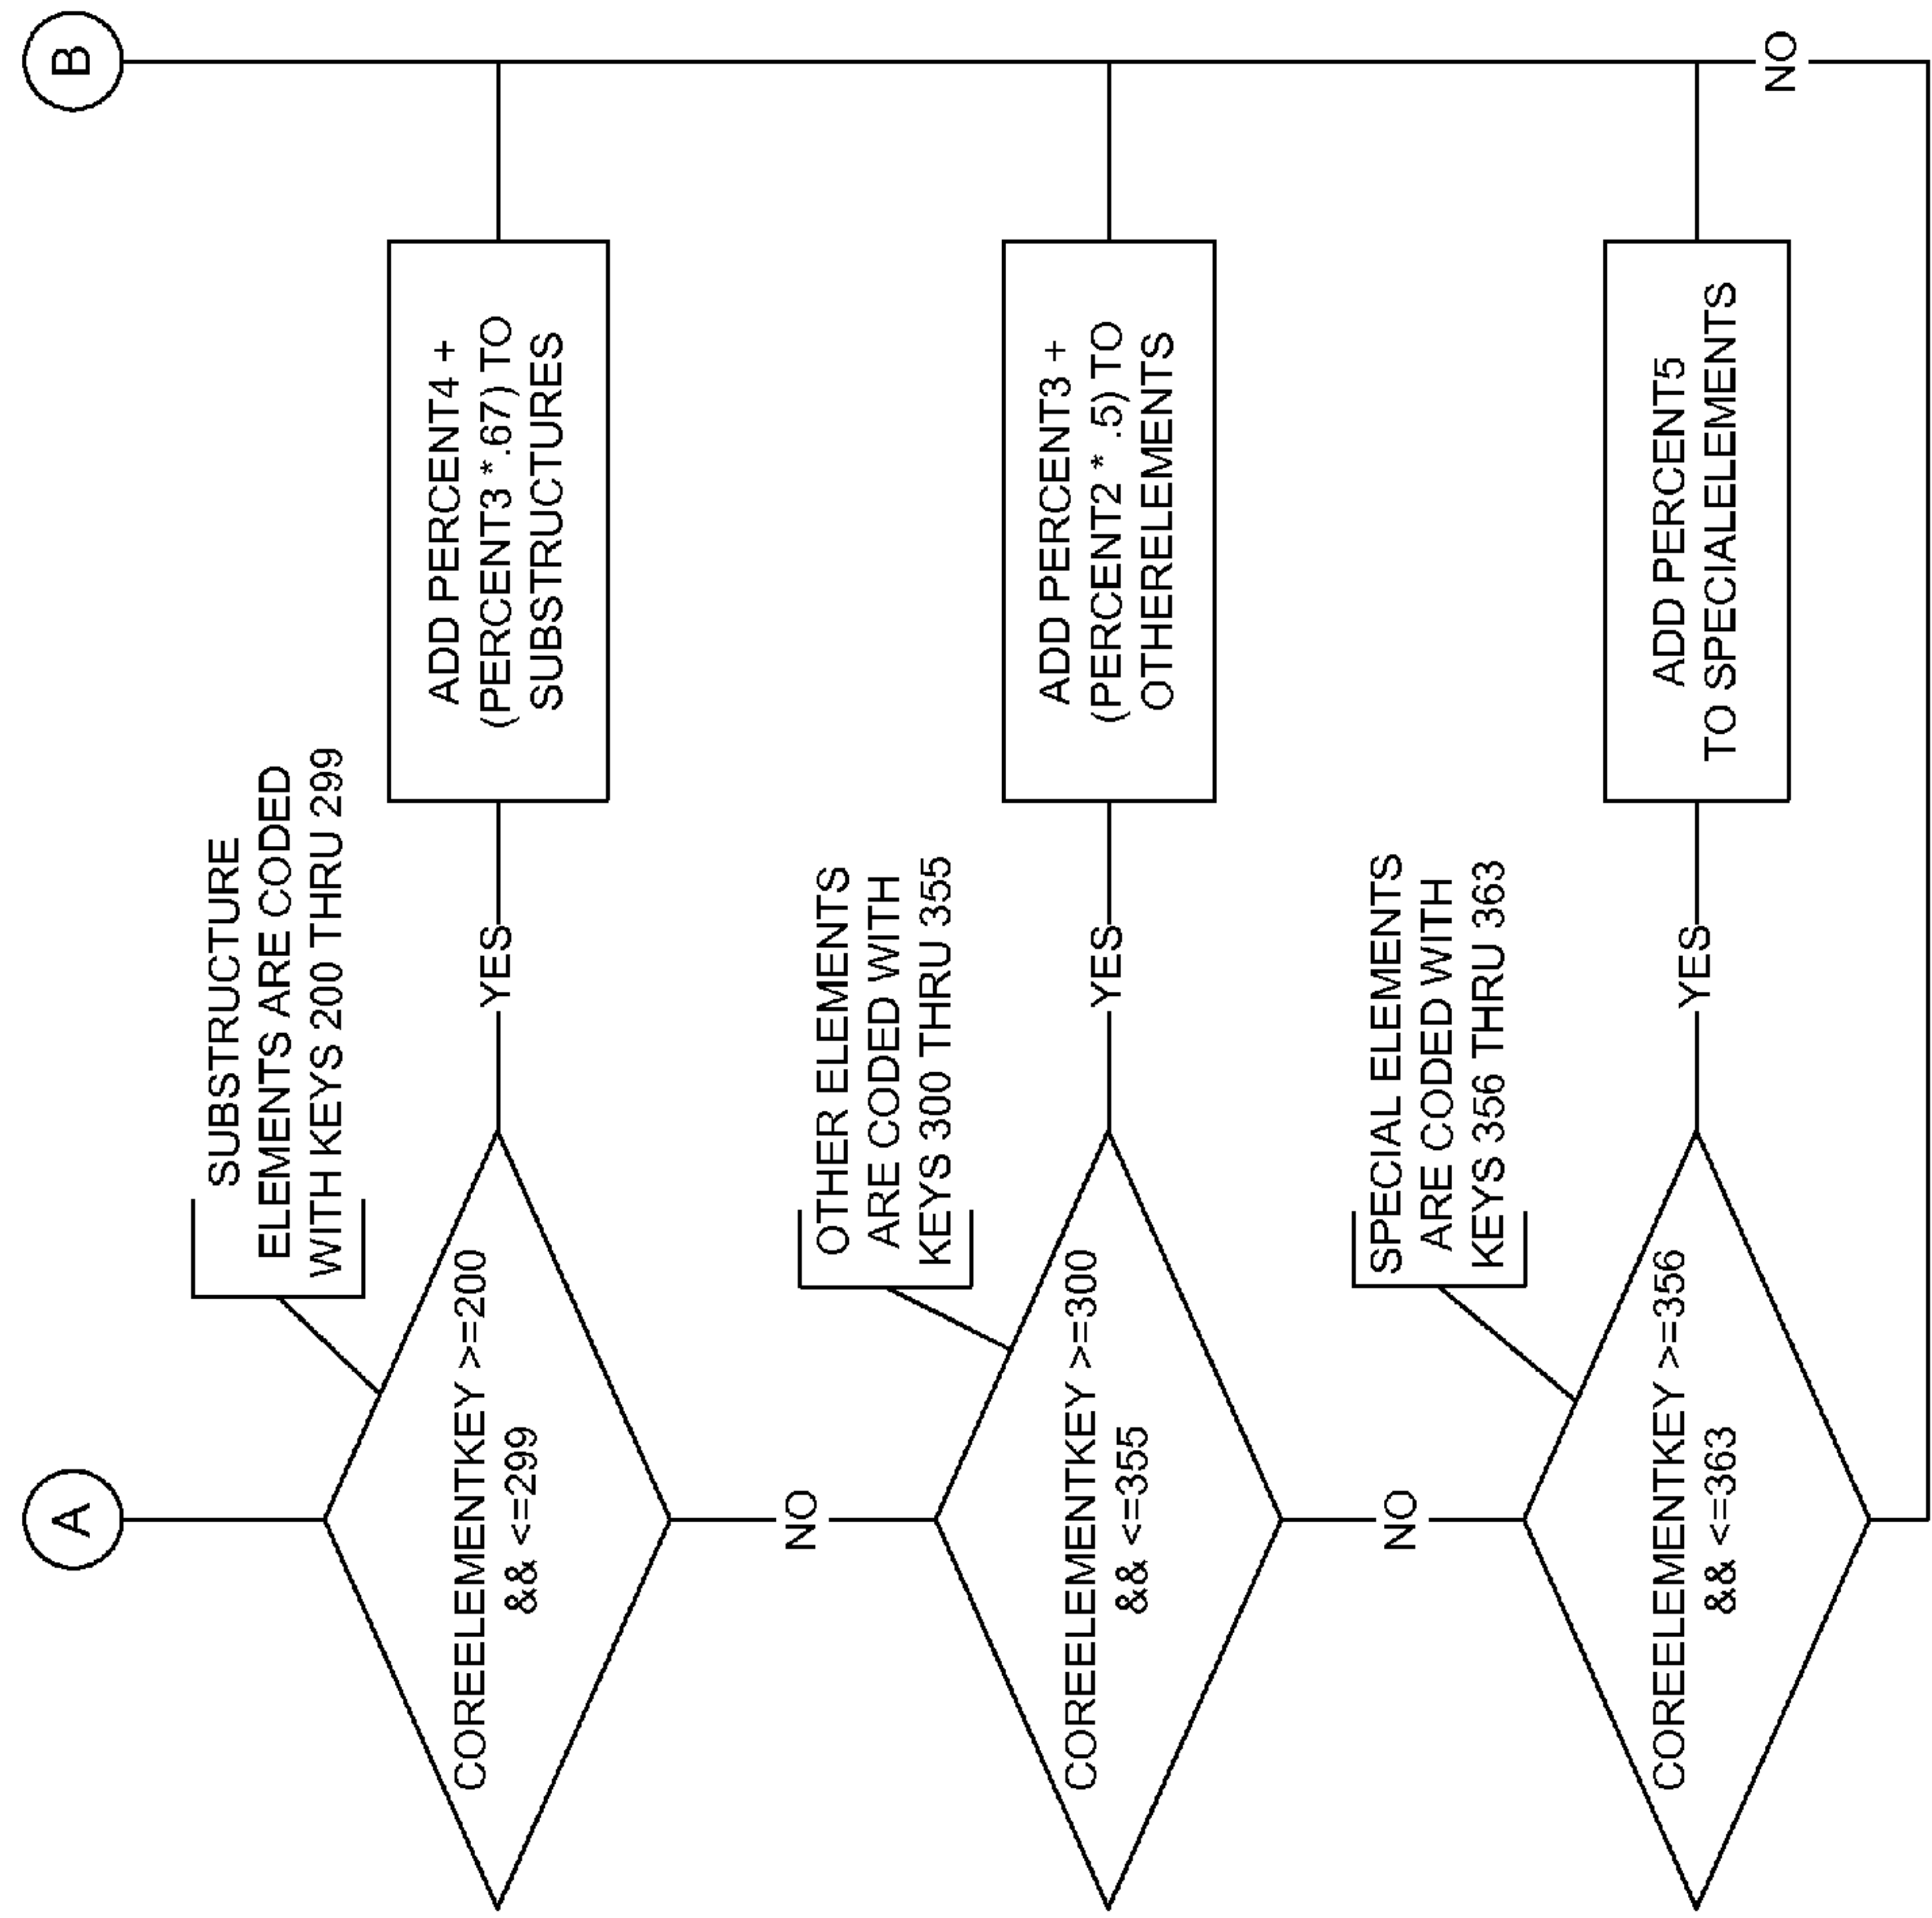 A
B
SUBSTRUCTURE
ELEMENTS ARE CODED
WITH KEYS 200 THRU 299
COREELEMENTKEY >=200
&& <=299
YES
ADD PERCENT4 +
(PERCENT3 *.67) TO
SUBSTRUCTURES
NO
OTHER ELEMENTS
ARE CODED WITH
KEYS 300 THRU 355
COREELEMENTKEY >=300
&& <=355
YES
ADD PERCENT3 +
(PERCENT2 * .5) TO
OTHERELEMENTS
NO
SPECIAL ELEMENTS
ARE CODED WITH
KEYS 356 THRU 363
COREELEMENTKEY >=356
&& <=363
YES
ADD PERCENT5
TO SPECIALELEMENTS
NO